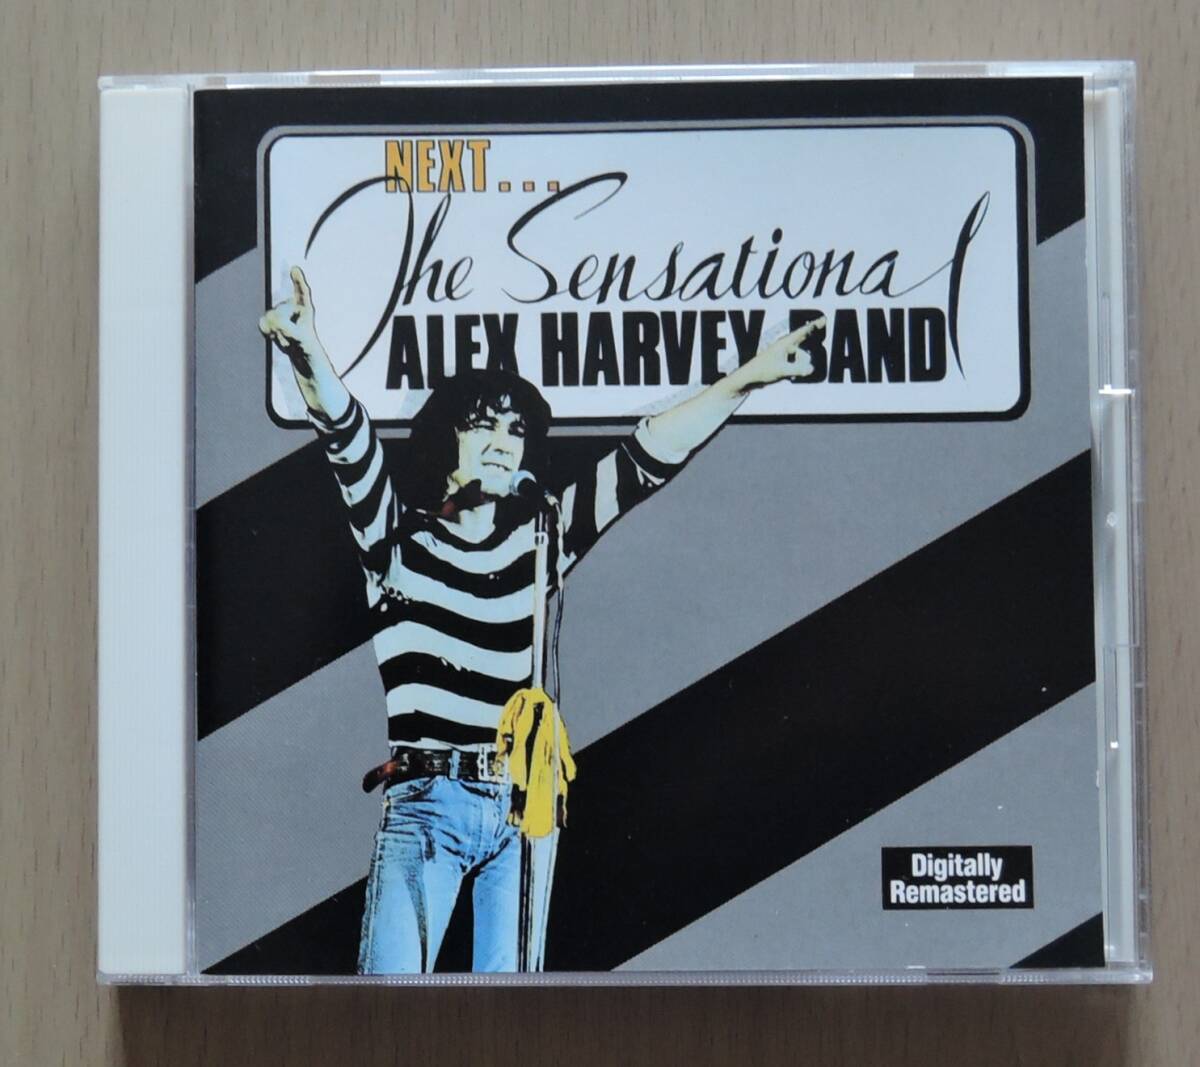 NEXT...
The Sensational
ALEX HARVEY BAND
Digitally
Remastered